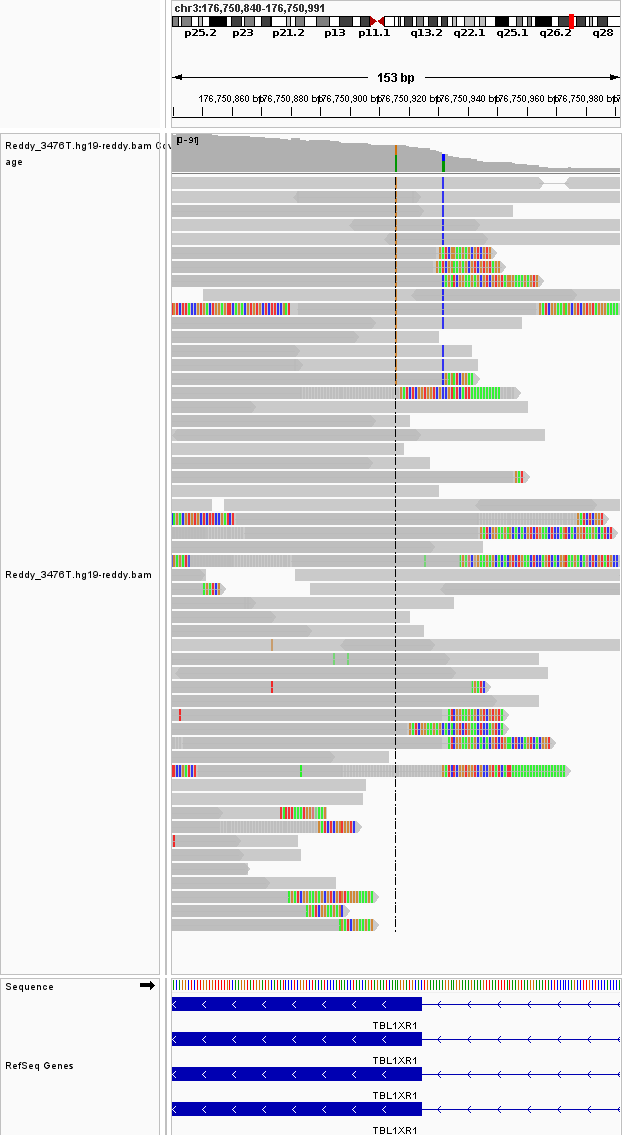 chr3:176,750,840-176,750,991
p25.2 p23 p21.2 p13 p11.1 q13.2 q22.1 q25.1 q26.2 q28
153 bp
176,750,860 bp 176,750,880 bp 176,750,900 bp 176,750,920 bp 176,750,940 bp 176,750,960 bp 176,750,980 bp
Reddy_3476T.hg19-reddy.bam Cov
age
[0-91]
Reddy_3476T.hg19-reddy.bam
Sequence
TBL1XR1
TBL1XR1
RefSeq Genes
TBL1XR1
TBL1XR1